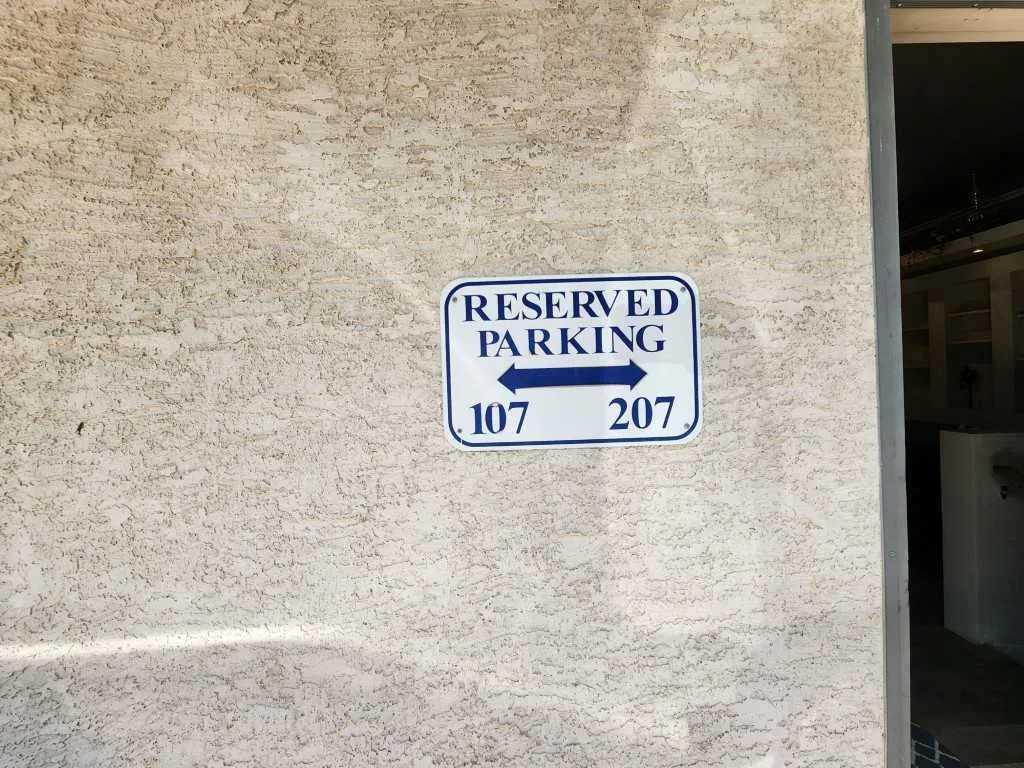 RESERVED
PARKING
107 207